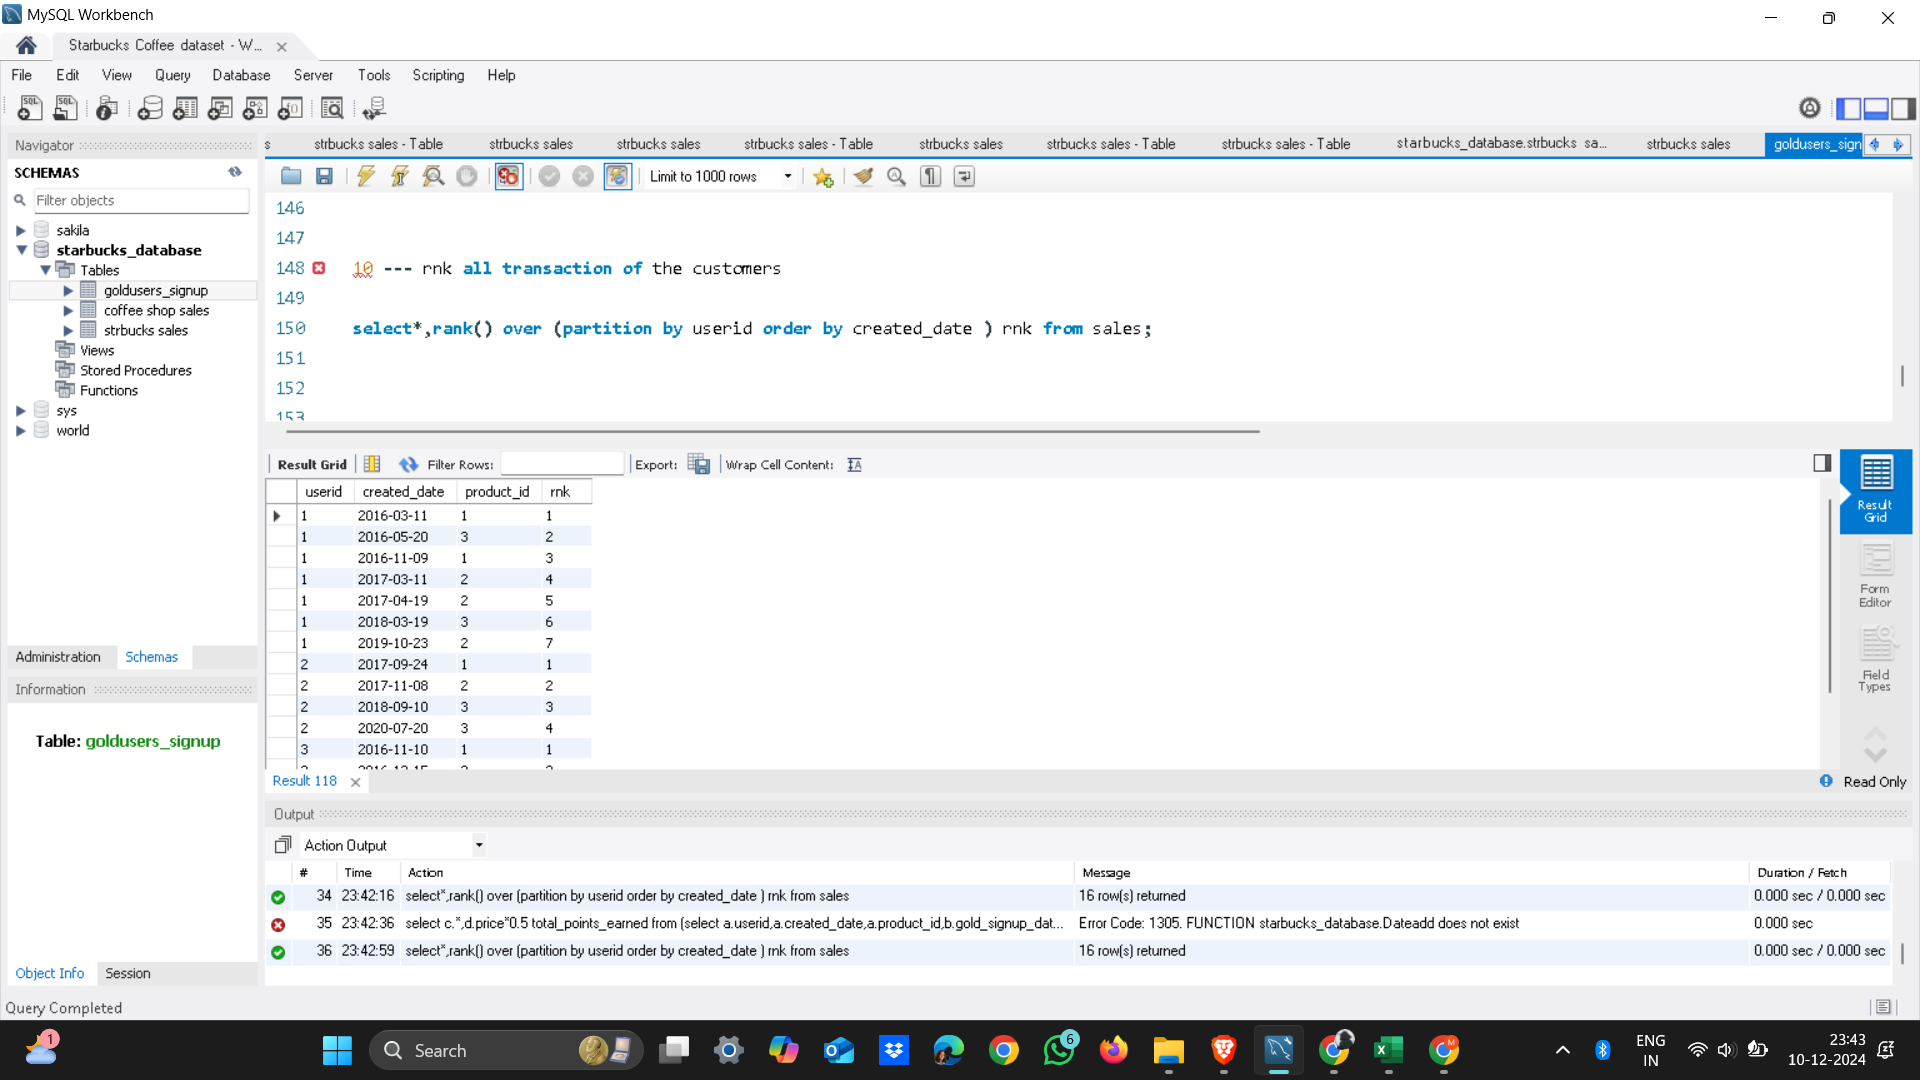 MySQL Workbench
Starbucks Coffee dataset - W...
File Edit View Query Database Server Tools Scripting Help
Navigator
SCHEMAS
Filter objects
sakila
starbucks_database
Tables
goldusers_signup
coffee shop sales
strbucks sales
Views
Stored Procedures
Functions
sys
world
Administration Schemas
Information
Table: goldusers_signup
Object Info Session
Query Completed
s strbucks sales - Table strbucks sales strbucks sales strbucks sales - Table strbucks sales strbucks sales - Table strbucks sales - Table starbucks_database.strbucks sa... strbucks sales goldusers_sign
Limit to 1000 rows
146
147
148 10 --- rnk all transaction of the customers
149
150 select*,rank() over (partition by userid order by created_date ) rnk from sales;
151
152
153
Result Grid Filter Rows: Export: Wrap Cell Content:
userid created_date product_id rnk
1 2016-03-11 1 1
1 2016-05-20 3 2
1 2016-11-09 1 3
1 2017-03-11 2 4
1 2017-04-19 2 5
1 2018-03-19 3 6
1 2019-10-23 2 7
2 2017-09-24 1 1
2 2017-11-08 2 2
2 2018-09-10 3 3
2 2020-07-20 3 4
3 2016-11-10 1 1
Result
Grid
Form
Editor
Field
Types
Result 118
Read Only
Output
Action Output
# Time Action Message Duration / Fetch
34 23:42:16 select*,rank() over (partition by userid order by created_date ) rnk from sales 16 row(s) returned 0.000 sec / 0.000 sec
35 23:42:36 select c.*,d.price*0.5 total_points_earned from (select a.userid,a.created_date,a.product_id,b.gold_signup_dat... Error Code: 1305. FUNCTION starbucks_database.Dateadd does not exist 0.000 sec
36 23:42:59 select*,rank() over (partition by userid order by created_date ) rnk from sales 16 row(s) returned 0.000 sec / 0.000 sec
1
Search
6
ENG
IN
23:43
10-12-2024